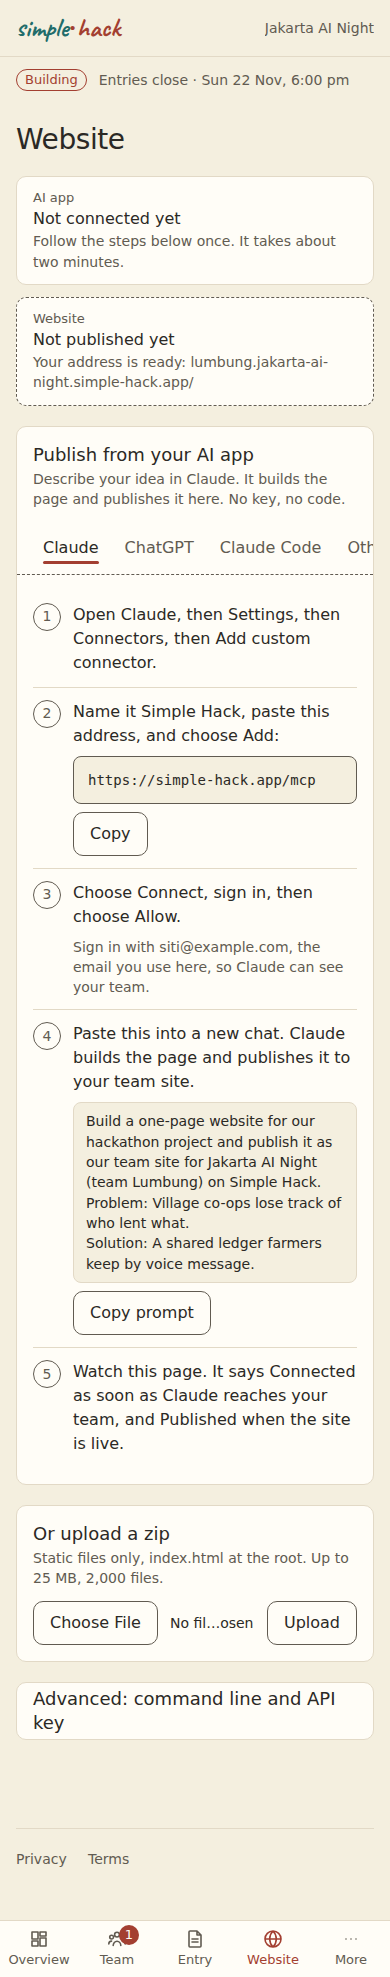 simple·hack
Jakarta AI Night
Building
Entries close · Sun 22 Nov, 6:00 pm
Website
AI app
Not connected yet
Follow the steps below once. It takes about
two minutes.
Website
Not published yet
Your address is ready: lumbung.jakarta-ai-
night.simple-hack.app/
Publish from your AI app
Describe your idea in Claude. It builds the
page and publishes it here. No key, no code.
Claude
ChatGPT
Claude Code
Oth
1
Open Claude, then Settings, then
Connectors, then Add custom
connector.
2
Name it Simple Hack, paste this
address, and choose Add:
https://simple-hack.app/mcp
Copy
3
Choose Connect, sign in, then
choose Allow.
Sign in with siti@example.com, the
email you use here, so Claude can see
your team.
4
Paste this into a new chat. Claude
builds the page and publishes it to
your team site.
Build a one-page website for our
hackathon project and publish it as
our team site for Jakarta AI Night
(team Lumbung) on Simple Hack.
Problem: Village co-ops lose track of
who lent what.
Solution: A shared ledger farmers
keep by voice message.
Copy prompt
5
Watch this page. It says Connected
as soon as Claude reaches your
team, and Published when the site
is live.
Or upload a zip
Static files only, index.html at the root. Up to
25 MB, 2,000 files.
Choose File
No fil…osen
Upload
Advanced: command line and API
key
Privacy
Terms
1
Overview
Team
Entry
Website
More